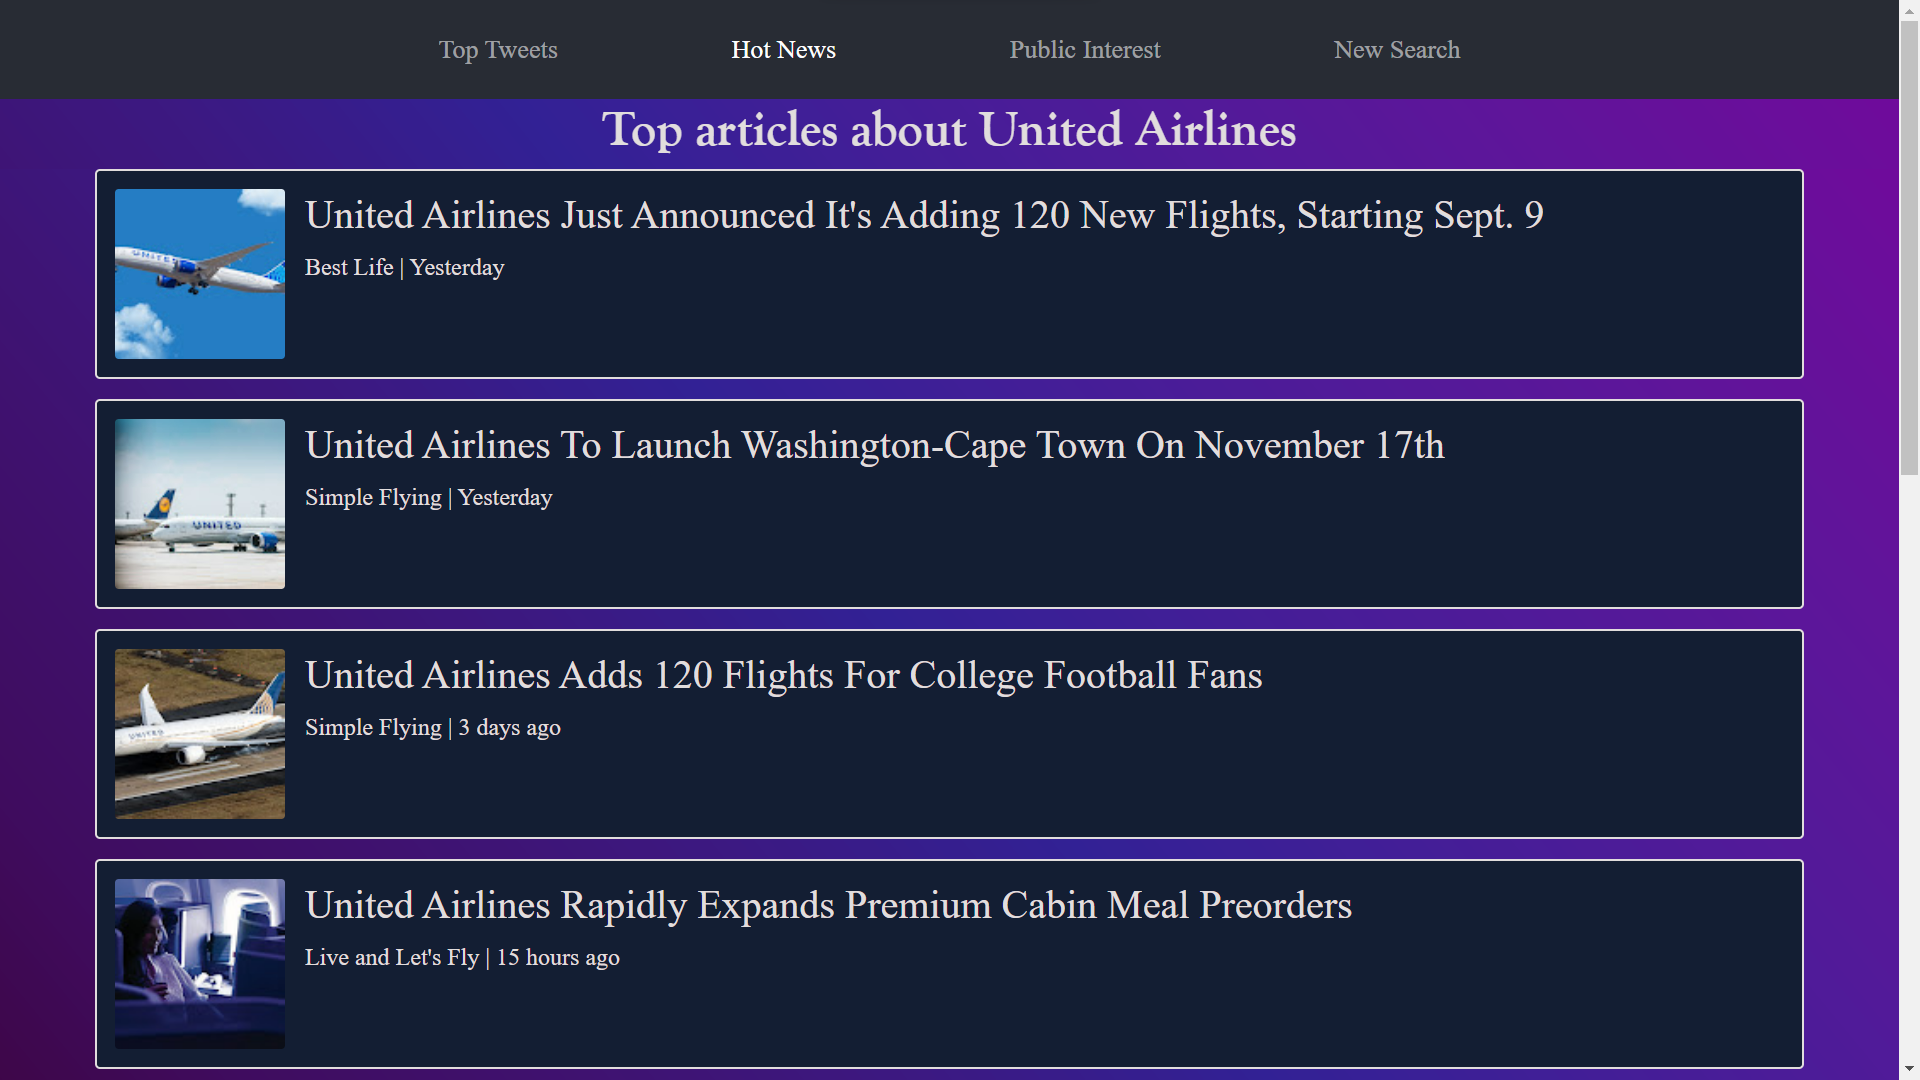 Top Tweets Hot News Public Interest New Search
Top articles about United Airlines
United Airlines Just Announced It's Adding 120 New Flights, Starting Sept. 9
Best Life | Yesterday
UNITED
United Airlines To Launch Washington-Cape Town On November 17th
Simple Flying | Yesterday
UNITED
United Airlines Adds 120 Flights For College Football Fans
Simple Flying | 3 days ago
UNITED
United Airlines Rapidly Expands Premium Cabin Meal Preorders
Live and Let's Fly | 15 hours ago